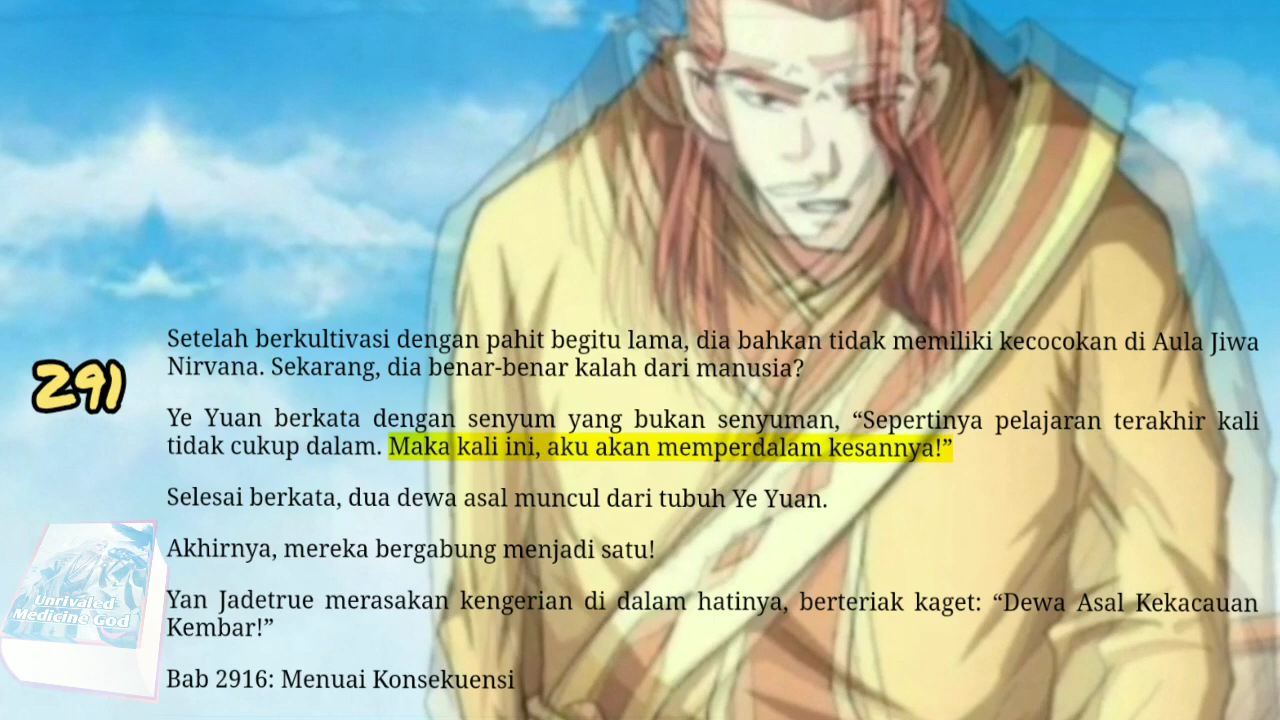 Setelah berkultivasi dengan pahit begitu lama, dia bahkan tidak memiliki kecocokan di Aula Jiwa
Nirvana. Sekarang, dia benar-benar kalah dari manusia?
291
Ye Yuan berkata dengan senyum yang bukan senyuman, “Sepertinya pelajaran terakhir kali
tidak cukup dalam. Maka kali ini, aku akan memperdalam kesannya!”
Selesai berkata, dua dewa asal muncul dari tubuh Ye Yuan.
Akhirnya, mereka bergabung menjadi satu!
Yan Jadetrue merasakan kengerian di dalam hatinya, berteriak kaget: “Dewa Asal Kekacauan
Kembar!”
Unrivaled
Medicine God
Bab 2916: Menuai Konsekuensi